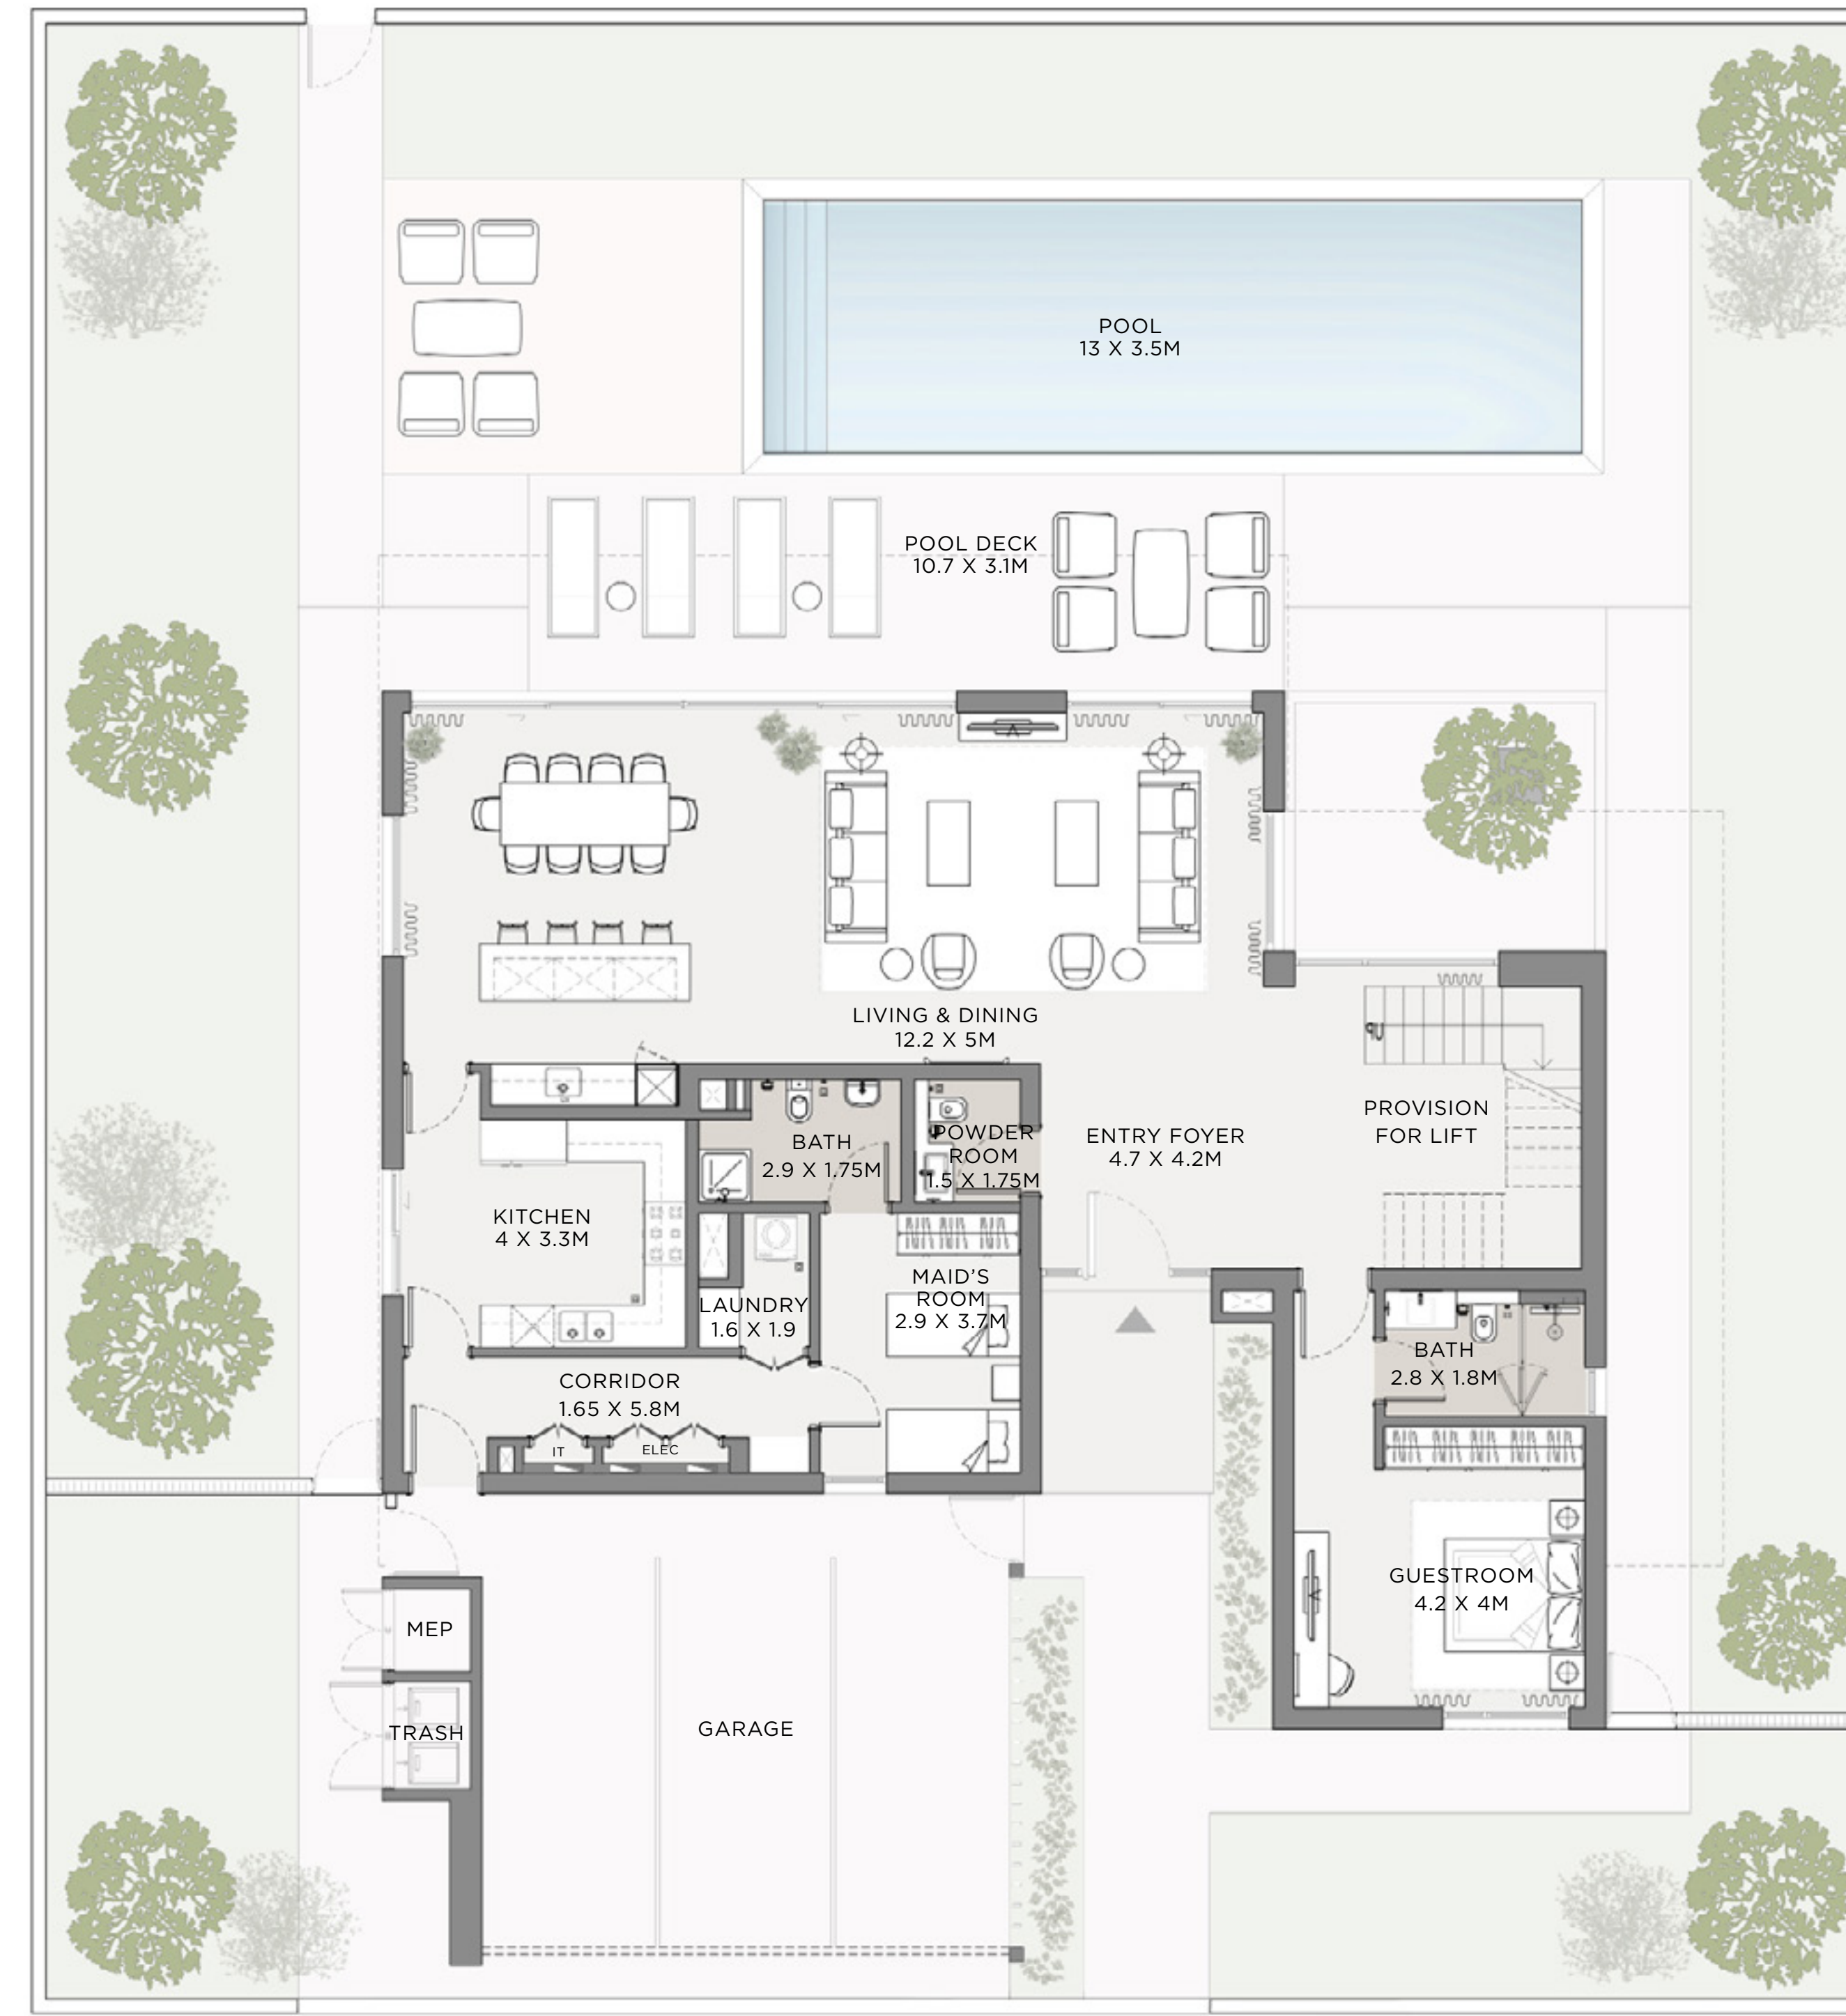 POOL
13 X 3.5M
POOL DECK
10.7 X 3.1M
LIVING & DINING
12.2 X 5M
PROVISION
FOR LIFT
ENTRY FOYER
4.7 X 4.2M
POWDER
ROOM
1.5 X 1.75M
BATH
2.9 X 1.75M
KITCHEN
4 X 3.3M
MAID'S
ROOM
2.9 X 3.7M
LAUNDRY
1.6 X 1.9
BATH
2.8 X 1.8M
CORRIDOR
1.65 X 5.8M
IT
ELEC
GUESTROOM
4.2 X 4M
MEP
TRASH
GARAGE